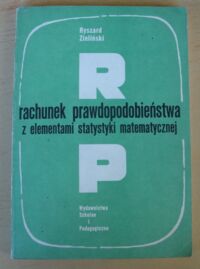 Ryszard
Zieliński
R
rachunek prawdopodobieństwa
z elementami statystyki matematycznej
P
Wydawnictwa
Szkolne
i
Pedagogiczne